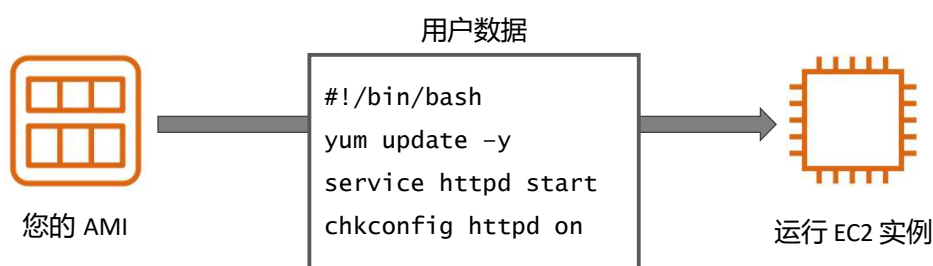 用户数据
#!/bin/bash
yum update –y
service httpd start
chkconfig httpd on
您的 AMI
运行 EC2 实例